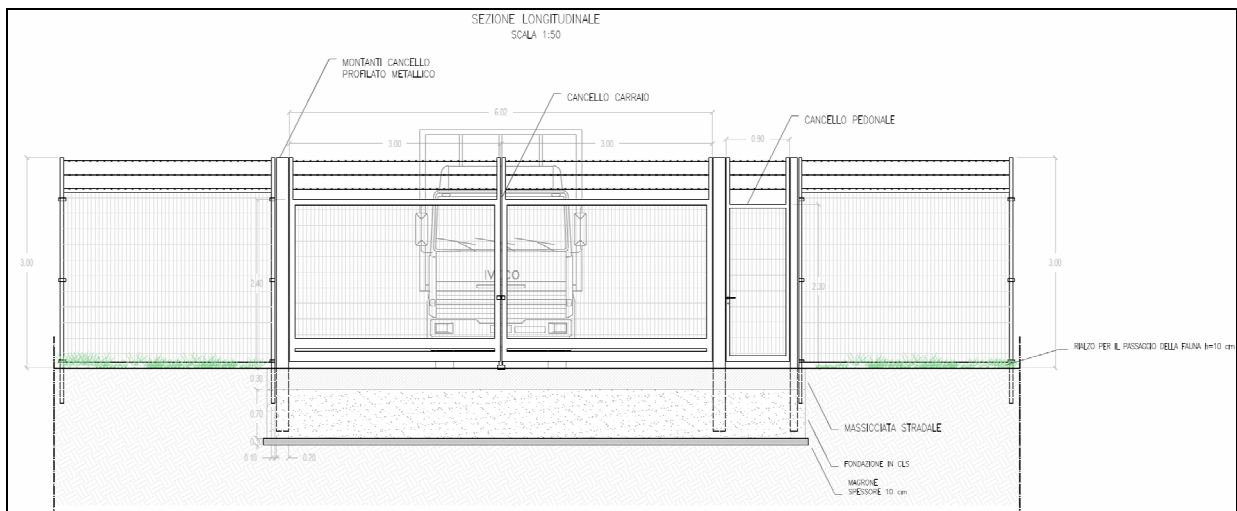 SEZIONE LONGITUDINALE
SCALA 1:50
MONTANTI CANCELLO
PROFILATO METALLICO
CANCELLO CARRAIO
6.02
CANCELLO PEDONALE
3.00
3.00
0.90
3.00
2.40
IVECO
2.30
3.00
RIALZO PER IL PASSAGGIO DELLA FAUNA h=10 cm
0.30
0.70
MASSICCIATA STRADALE
0.20
FONDAZIONE IN CLS
MAGRONE
SPESSORE 10 cm